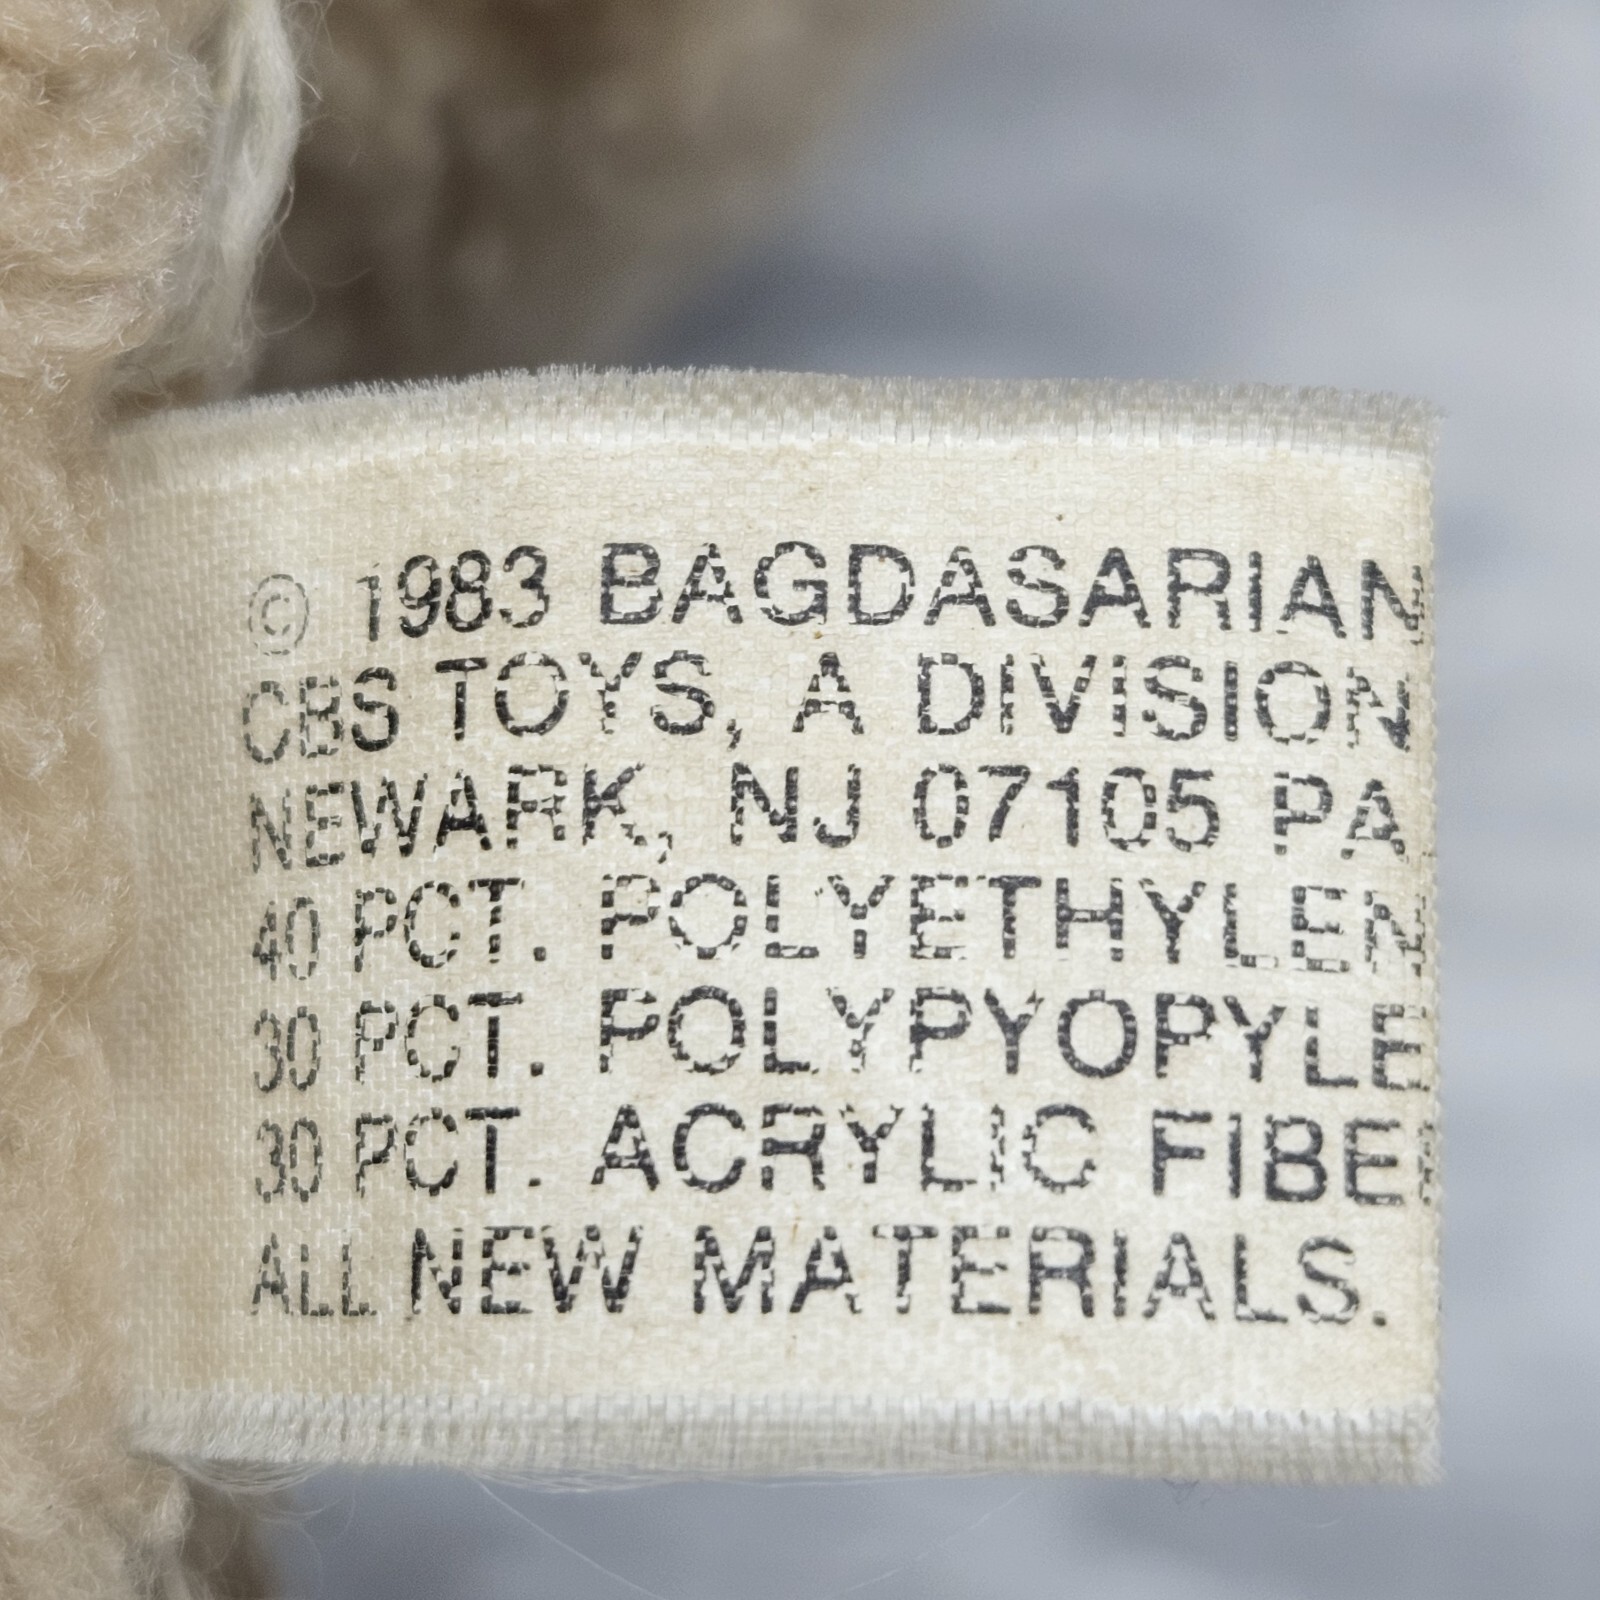 © 1983 BAGDASARIAN
CBS TOYS, A DIVISION
NEWARK, NJ 07105 PA
40 PCT. POLYETHYLEN
30 PCT. POLYPYOPYLE
30 PCT. ACRYLIC FIBE
ALL NEW MATERIALS.